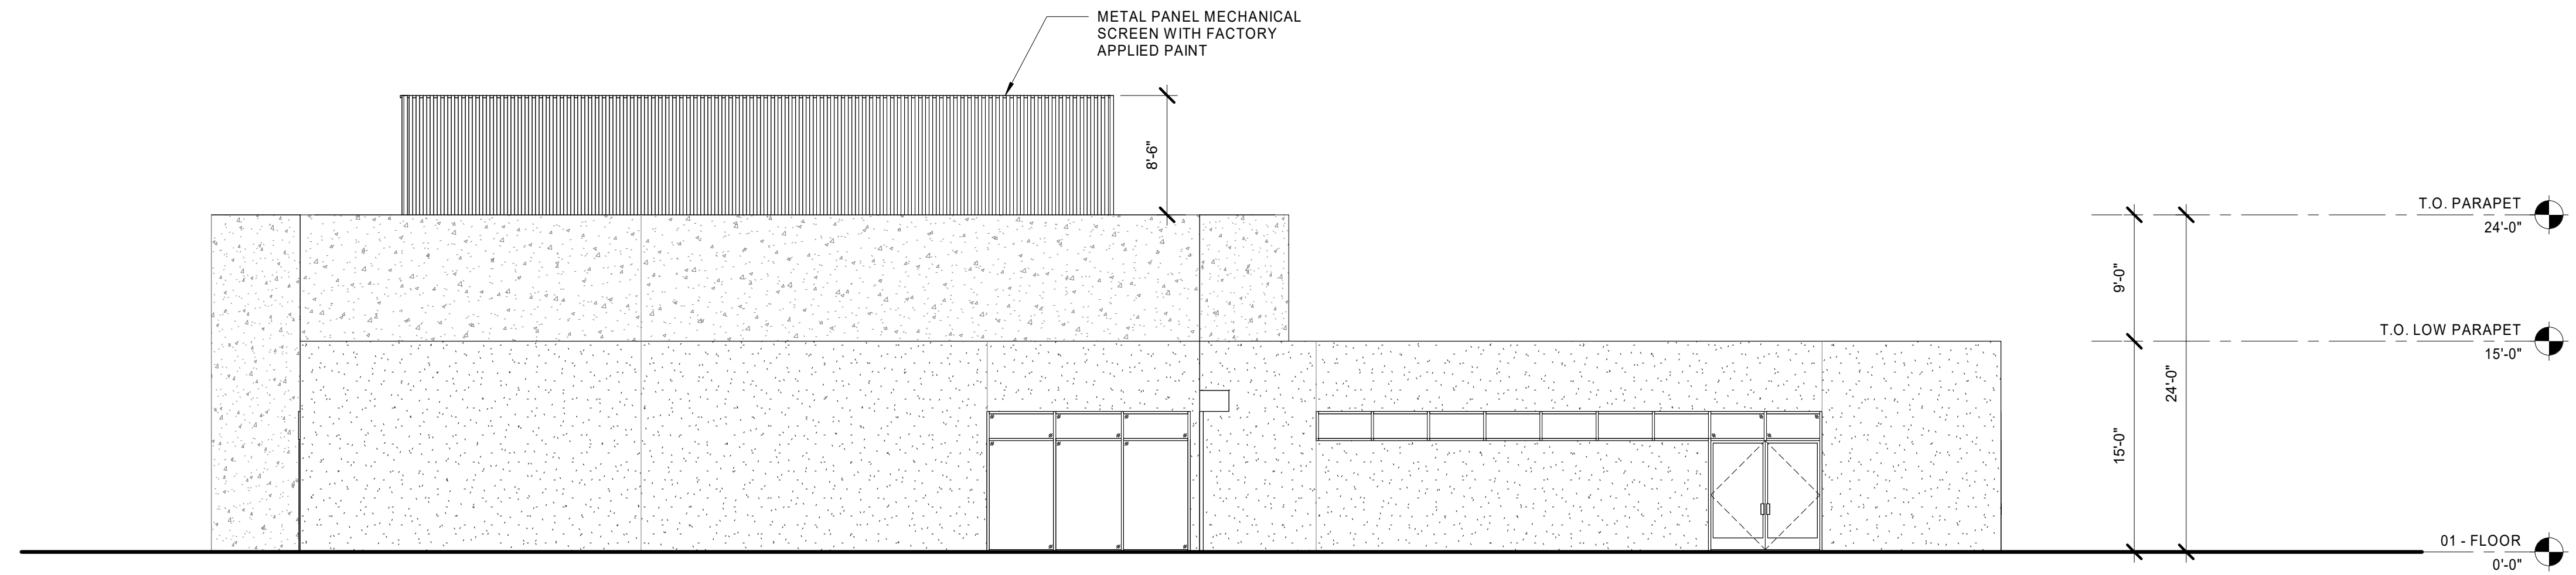 METAL PANEL MECHANICAL
SCREEN WITH FACTORY
APPLIED PAINT
8'-6"
T.O. PARAPET
24'-0"
9'-0"
T.O. LOW PARAPET
15'-0"
24'-0"
15'-0"
01 - FLOOR
0'-0"